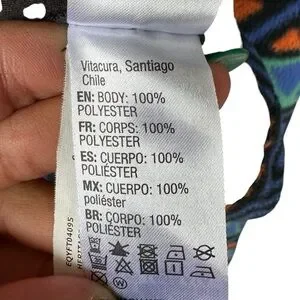 Vitacura, Santiago
Chile
EN: BODY: 100%
POLYESTER
FR: CORPS: 100%
POLYESTER
ES: CUERPO: 100%
POLIÉSTER
MX: CUERPO: 100%
poliéster
BR: CORPO: 100%
POLIÉSTER
EQYFT04095